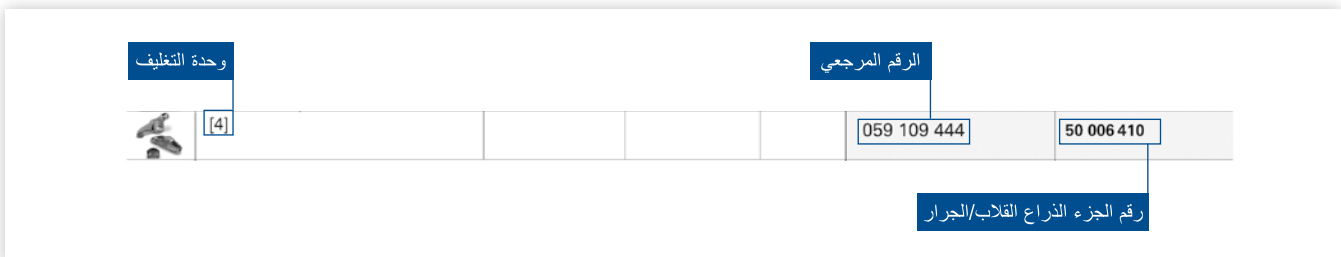 الرقم المرجعي
وحدة التغليف
[4]
059 109 444
50 006 410
رقم الجزء الذراع القلاب/الجرار